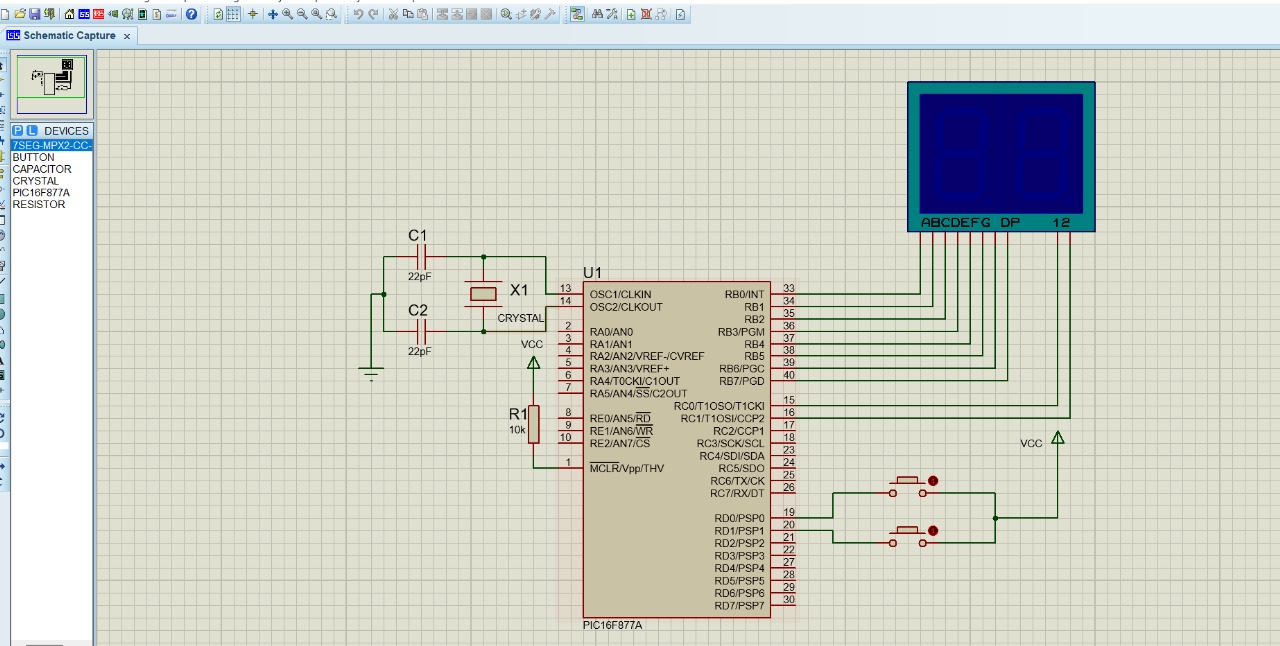 Schematic Capture
P L DEVICES
7SEG-MPX2-CC-
BUTTON
CAPACITOR
CRYSTAL
PIC16F877A
RESISTOR
ABCDEFG DP 12
C1
22pF
X1
CRYSTAL
C2
22pF
VCC
R1
10k
U1
13 OSC1/CLKIN
14 OSC2/CLKOUT
2 RA0/AN0
3 RA1/AN1
4 RA2/AN2/VREF-/CVREF
5 RA3/AN3/VREF+
6 RA4/T0CKI/C1OUT
7 RA5/AN4/SS/C2OUT
8 RE0/AN5/RD
9 RE1/AN6/WR
10 RE2/AN7/CS
1 MCLR/Vpp/THV
RB0/INT 33
RB1 34
RB2 35
RB3/PGM 36
RB4 37
RB5 38
RB6/PGC 39
RB7/PGD 40
RC0/T1OSO/T1CKI 15
RC1/T1OSI/CCP2 16
RC2/CCP1 17
RC3/SCK/SCL 18
RC4/SDI/SDA 23
RC5/SDO 24
RC6/TX/CK 25
RC7/RX/DT 26
RD0/PSP0 19
RD1/PSP1 20
RD2/PSP2 21
RD3/PSP3 22
RD4/PSP4 27
RD5/PSP5 28
RD6/PSP6 29
RD7/PSP7 30
PIC16F877A
VCC